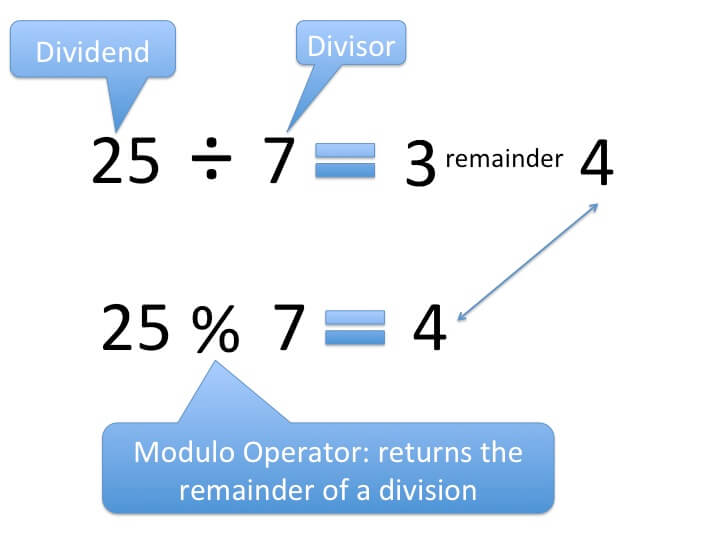 Dividend
Divisor
25 ÷ 7 = 3 remainder 4
25 % 7 = 4
Modulo Operator: returns the
remainder of a division